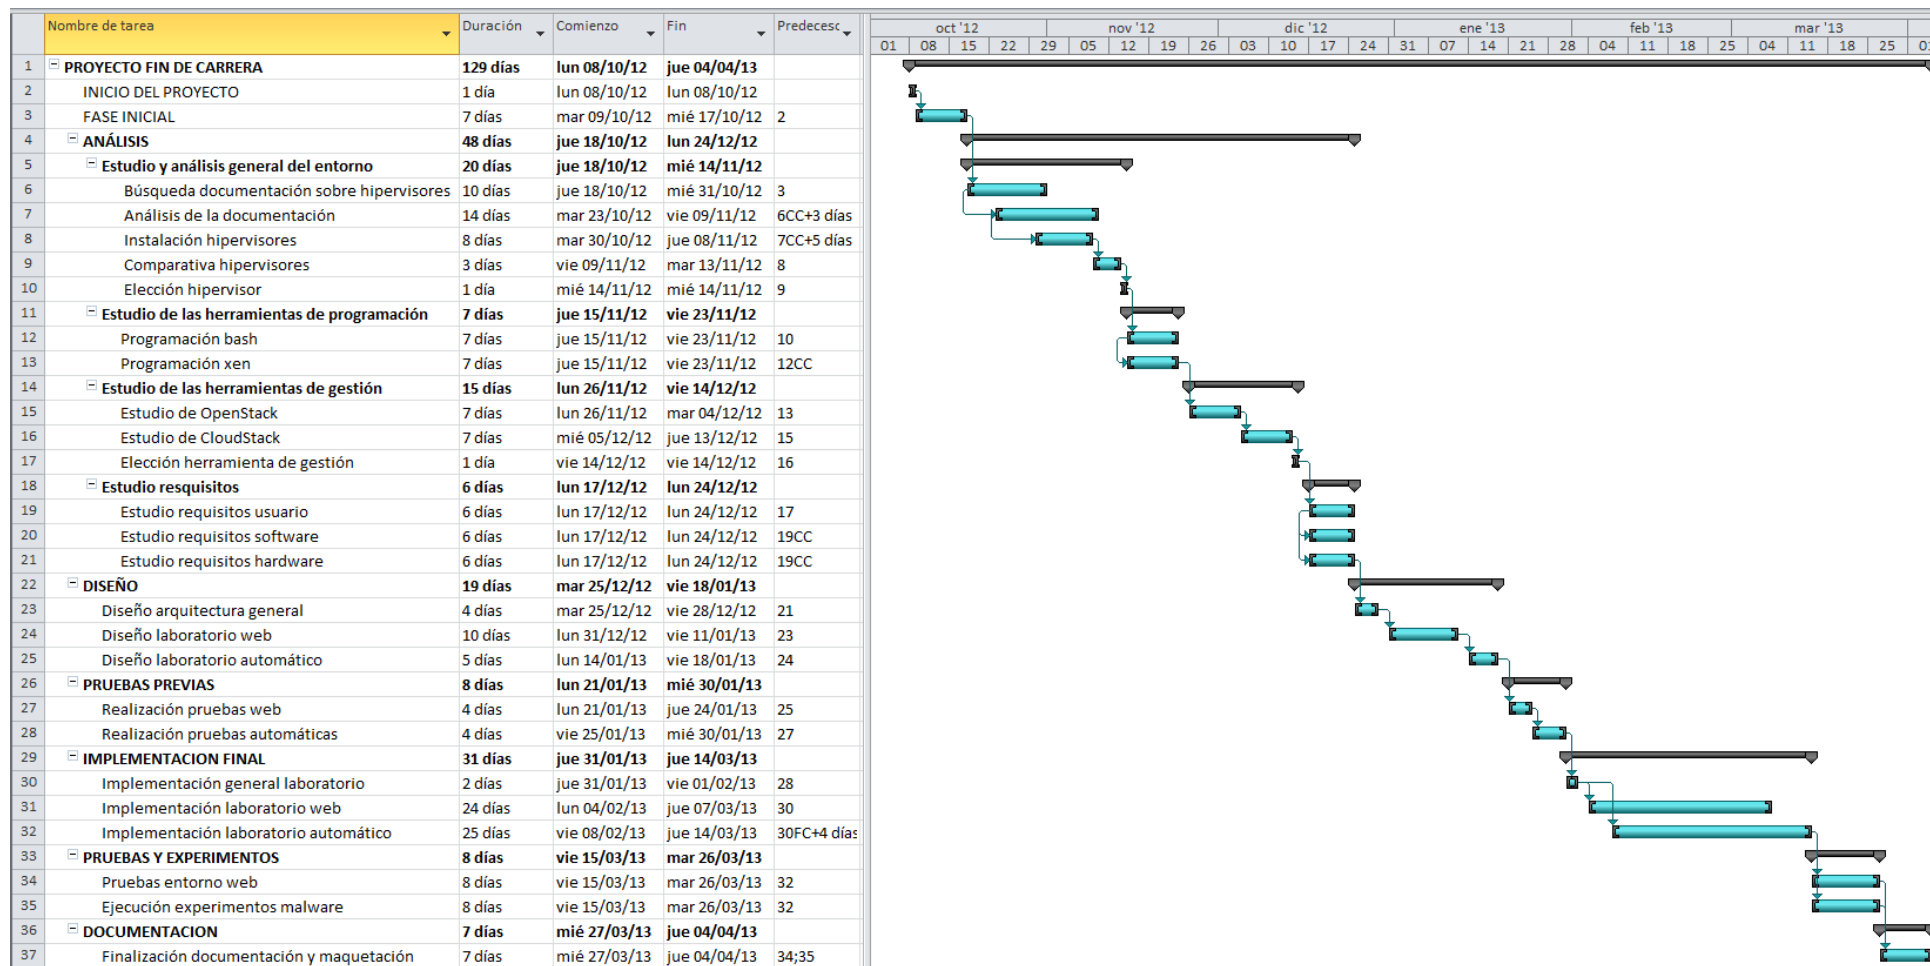 Nombre de tarea Duración Comienzo Fin Predecesc
oct '12 nov '12 dic '12 ene '13 feb '13 mar '13
01 08 15 22 29 05 12 19 26 03 10 17 24 31 07 14 21 28 04 11 18 25 04 11 18 25 01
1 PROYECTO FIN DE CARRERA 129 días lun 08/10/12 jue 04/04/13
2 INICIO DEL PROYECTO 1 día lun 08/10/12 lun 08/10/12
3 FASE INICIAL 7 días mar 09/10/12 mié 17/10/12 2
4 ANÁLISIS 48 días jue 18/10/12 lun 24/12/12
5 Estudio y análisis general del entorno 20 días jue 18/10/12 mié 14/11/12
6 Búsqueda documentación sobre hipervisores 10 días jue 18/10/12 mié 31/10/12 3
7 Análisis de la documentación 14 días mar 23/10/12 vie 09/11/12 6CC+3 días
8 Instalación hipervisores 8 días mar 30/10/12 jue 08/11/12 7CC+5 días
9 Comparativa hipervisores 3 días vie 09/11/12 mar 13/11/12 8
10 Elección hipervisor 1 día mié 14/11/12 mié 14/11/12 9
11 Estudio de las herramientas de programación 7 días jue 15/11/12 vie 23/11/12
12 Programación bash 7 días jue 15/11/12 vie 23/11/12 10
13 Programación xen 7 días jue 15/11/12 vie 23/11/12 12CC
14 Estudio de las herramientas de gestión 15 días lun 26/11/12 vie 14/12/12
15 Estudio de OpenStack 7 días lun 26/11/12 mar 04/12/12 13
16 Estudio de CloudStack 7 días mié 05/12/12 jue 13/12/12 15
17 Elección herramienta de gestión 1 día vie 14/12/12 vie 14/12/12 16
18 Estudio resquisitos 6 días lun 17/12/12 lun 24/12/12
19 Estudio requisitos usuario 6 días lun 17/12/12 lun 24/12/12 17
20 Estudio requisitos software 6 días lun 17/12/12 lun 24/12/12 19CC
21 Estudio requisitos hardware 6 días lun 17/12/12 lun 24/12/12 19CC
22 DISEÑO 19 días mar 25/12/12 vie 18/01/13
23 Diseño arquitectura general 4 días mar 25/12/12 vie 28/12/12 21
24 Diseño laboratorio web 10 días lun 31/12/12 vie 11/01/13 23
25 Diseño laboratorio automático 5 días lun 14/01/13 vie 18/01/13 24
26 PRUEBAS PREVIAS 8 días lun 21/01/13 mié 30/01/13
27 Realización pruebas web 4 días lun 21/01/13 jue 24/01/13 25
28 Realización pruebas automáticas 4 días vie 25/01/13 mié 30/01/13 27
29 IMPLEMENTACION FINAL 31 días jue 31/01/13 jue 14/03/13
30 Implementación general laboratorio 2 días jue 31/01/13 vie 01/02/13 28
31 Implementación laboratorio web 24 días lun 04/02/13 jue 07/03/13 30
32 Implementación laboratorio automático 25 días vie 08/02/13 jue 14/03/13 30FC+4 días
33 PRUEBAS Y EXPERIMENTOS 8 días vie 15/03/13 mar 26/03/13
34 Pruebas entorno web 8 días vie 15/03/13 mar 26/03/13 32
35 Ejecución experimentos malware 8 días vie 15/03/13 mar 26/03/13 32
36 DOCUMENTACION 7 días mié 27/03/13 jue 04/04/13
37 Finalización documentación y maquetación 7 días mié 27/03/13 jue 04/04/13 34;35